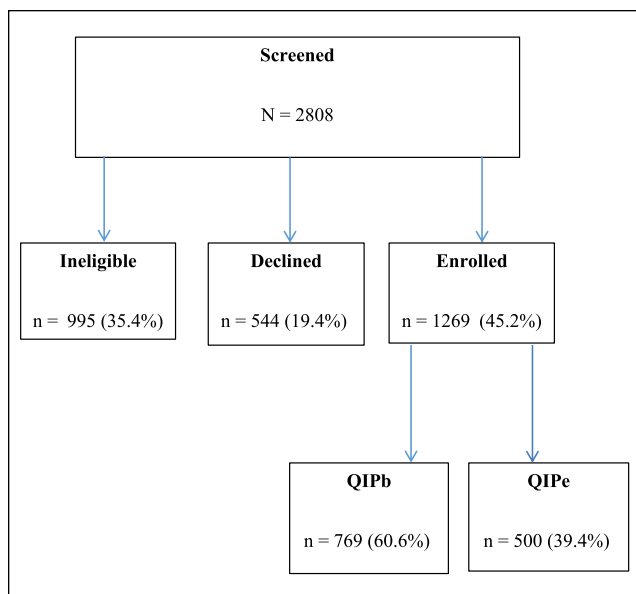 Screened
N = 2808
Ineligible
n =  995 (35.4%)
Declined
n = 544 (19.4%)
Enrolled
n = 1269  (45.2%)
QIPb
n = 769 (60.6%)
QIPe
n = 500 (39.4%)